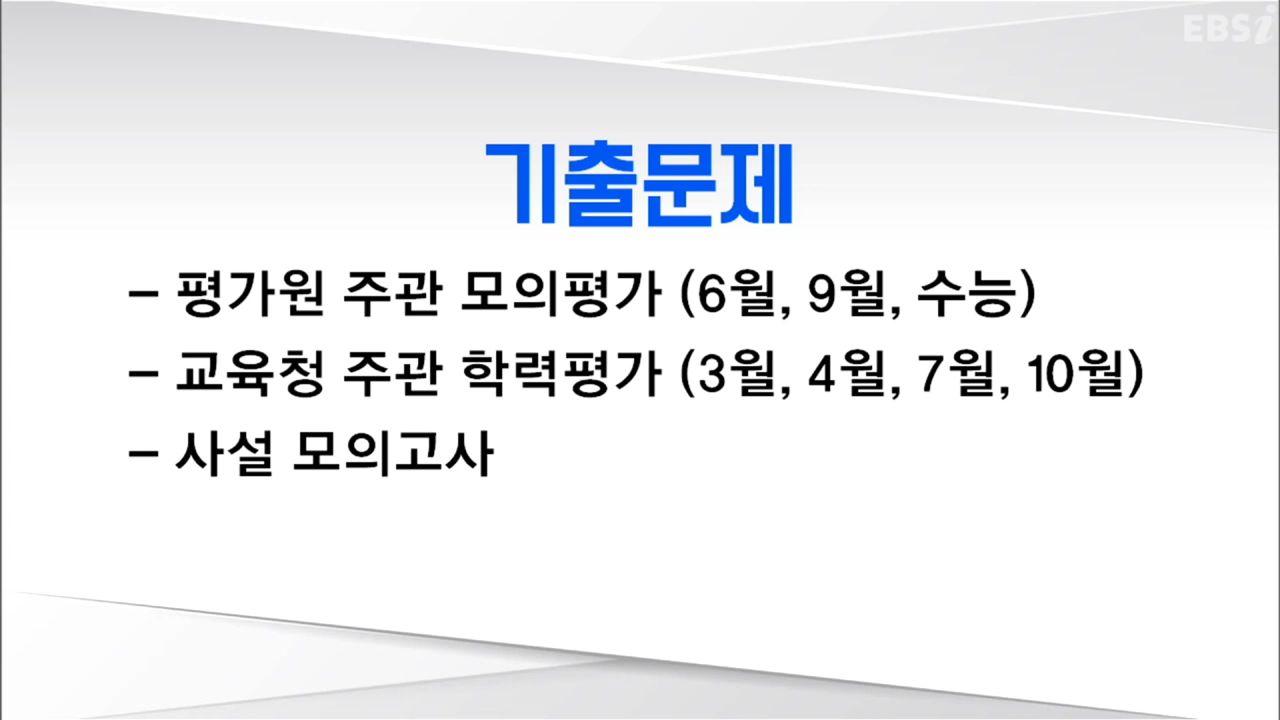 EBSi
기출문제
- 평가원 주관 모의평가 (6월, 9월, 수능)
- 교육청 주관 학력평가 (3월, 4월, 7월, 10월)
- 사설 모의고사